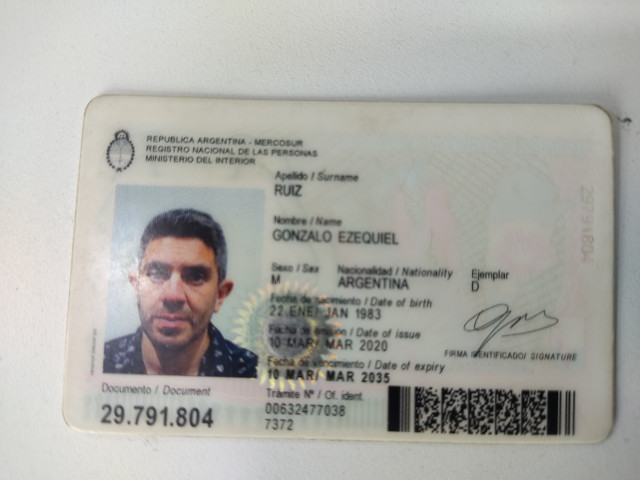 REPUBLICA ARGENTINA - MERCOSUR
REGISTRO NACIONAL DE LAS PERSONAS
MINISTERIO DEL INTERIOR
Apellido / Surname
RUIZ
Nombre / Name
GONZALO EZEQUIEL
Sexo / Sex Nacionalidad / Nationality Ejemplar
M ARGENTINA D
Fecha de nacimiento / Date of birth
22 ENE/ JAN 1983
Fecha de emisión / Date of issue
10 MAR/ MAR 2020
FIRMA IDENTIFICADO/ SIGNATURE
Fecha de vencimiento / Date of expiry
10 MAR/ MAR 2035
Documento / Document
29.791.804
Trámite Nº / Of. ident.
00632477038
7372
29791804